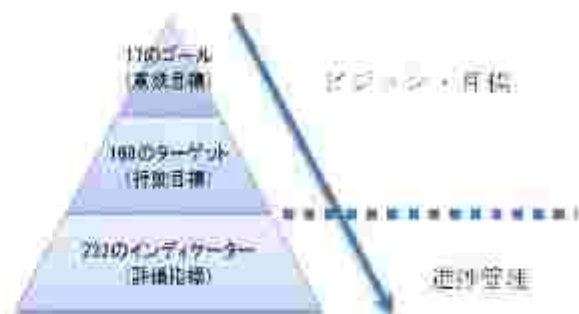 17のゴール
(意欲目標)
ビジョン・目標
169のターゲット
(行動目標)
232のインディケーター
(評価指標)
進捗管理